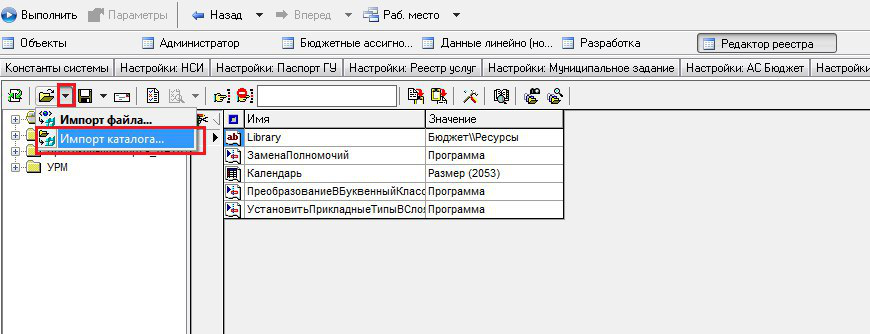 Выполнить Параметры Назад Вперед Раб. место
Объекты Администратор Бюджетные ассигно... Данные линейно (но... Разработка Редактор реестра
Константы системы Настройки: НСИ Настройки: Паспорт ГУ Настройки: Реестр услуг Настройки: Муниципальное задание Настройки: АС Бюджет Настройки
Импорт файла...
Импорт каталога...
УРМ
Имя Значение
Library Бюджет\\Ресурсы
ЗаменаПолномочий Программа
Календарь Размер (2053)
ПреобразованиеВБуквенныйКласс Программа
УстановитьПрикладныеТипыВСлоя Программа